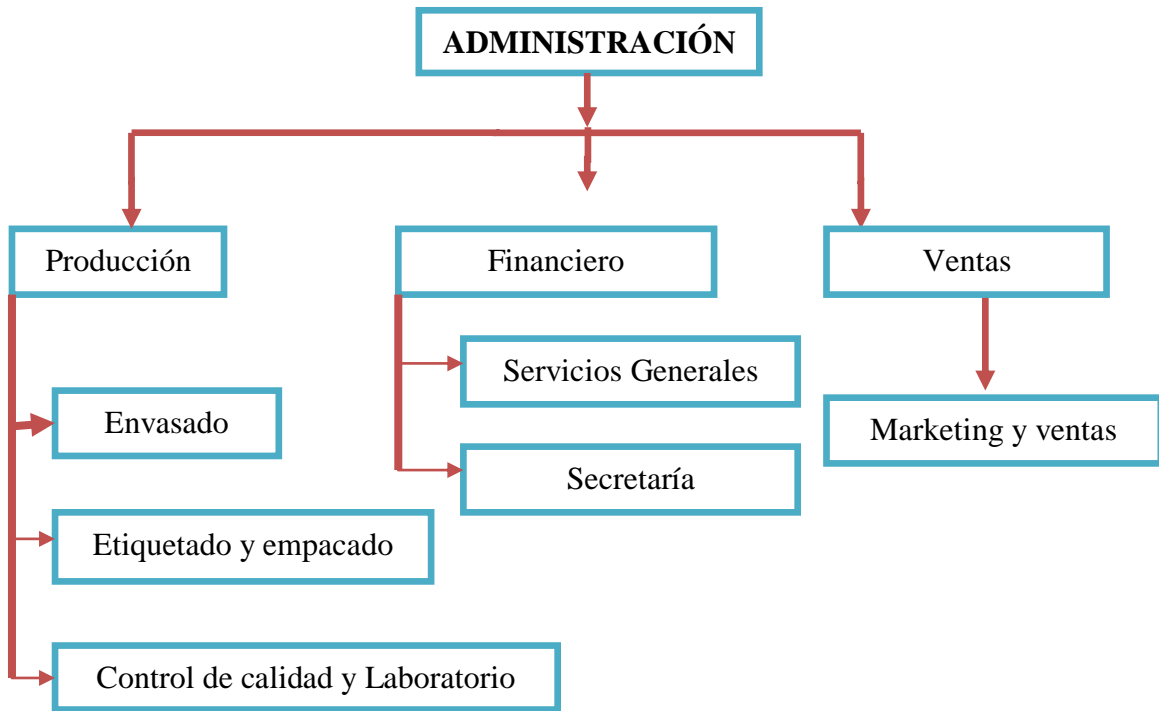 ADMINISTRACIÓN
Producción
Financiero
Ventas
Servicios Generales
Envasado
Marketing y ventas
Secretaría
Etiquetado y empacado
Control de calidad y Laboratorio